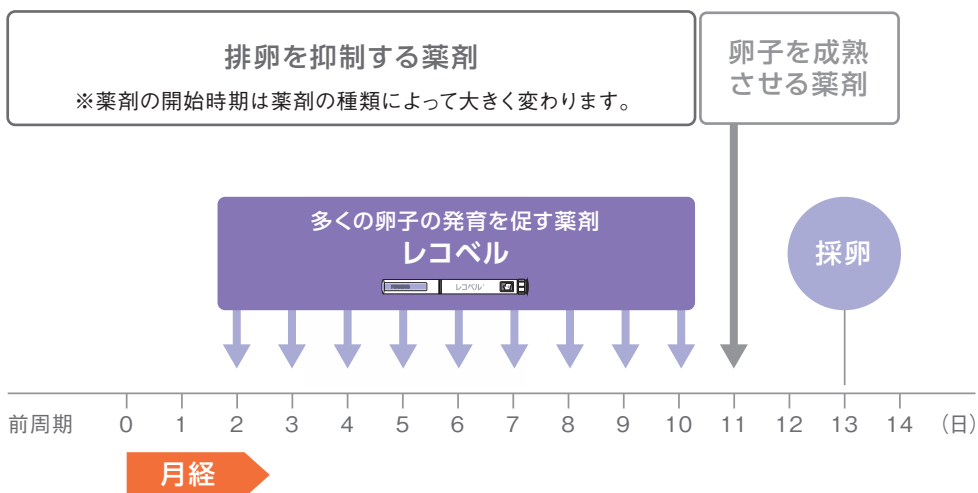 排卵を抑制する薬剤
※薬剤の開始時期は薬剤の種類によって大きく変わります。
卵子を成熟
させる薬剤
多くの卵子の発育を促す薬剤
レコベル
レコベル
採卵
前周期 0 1 2 3 4 5 6 7 8 9 10 11 12 13 14 (日)
月経